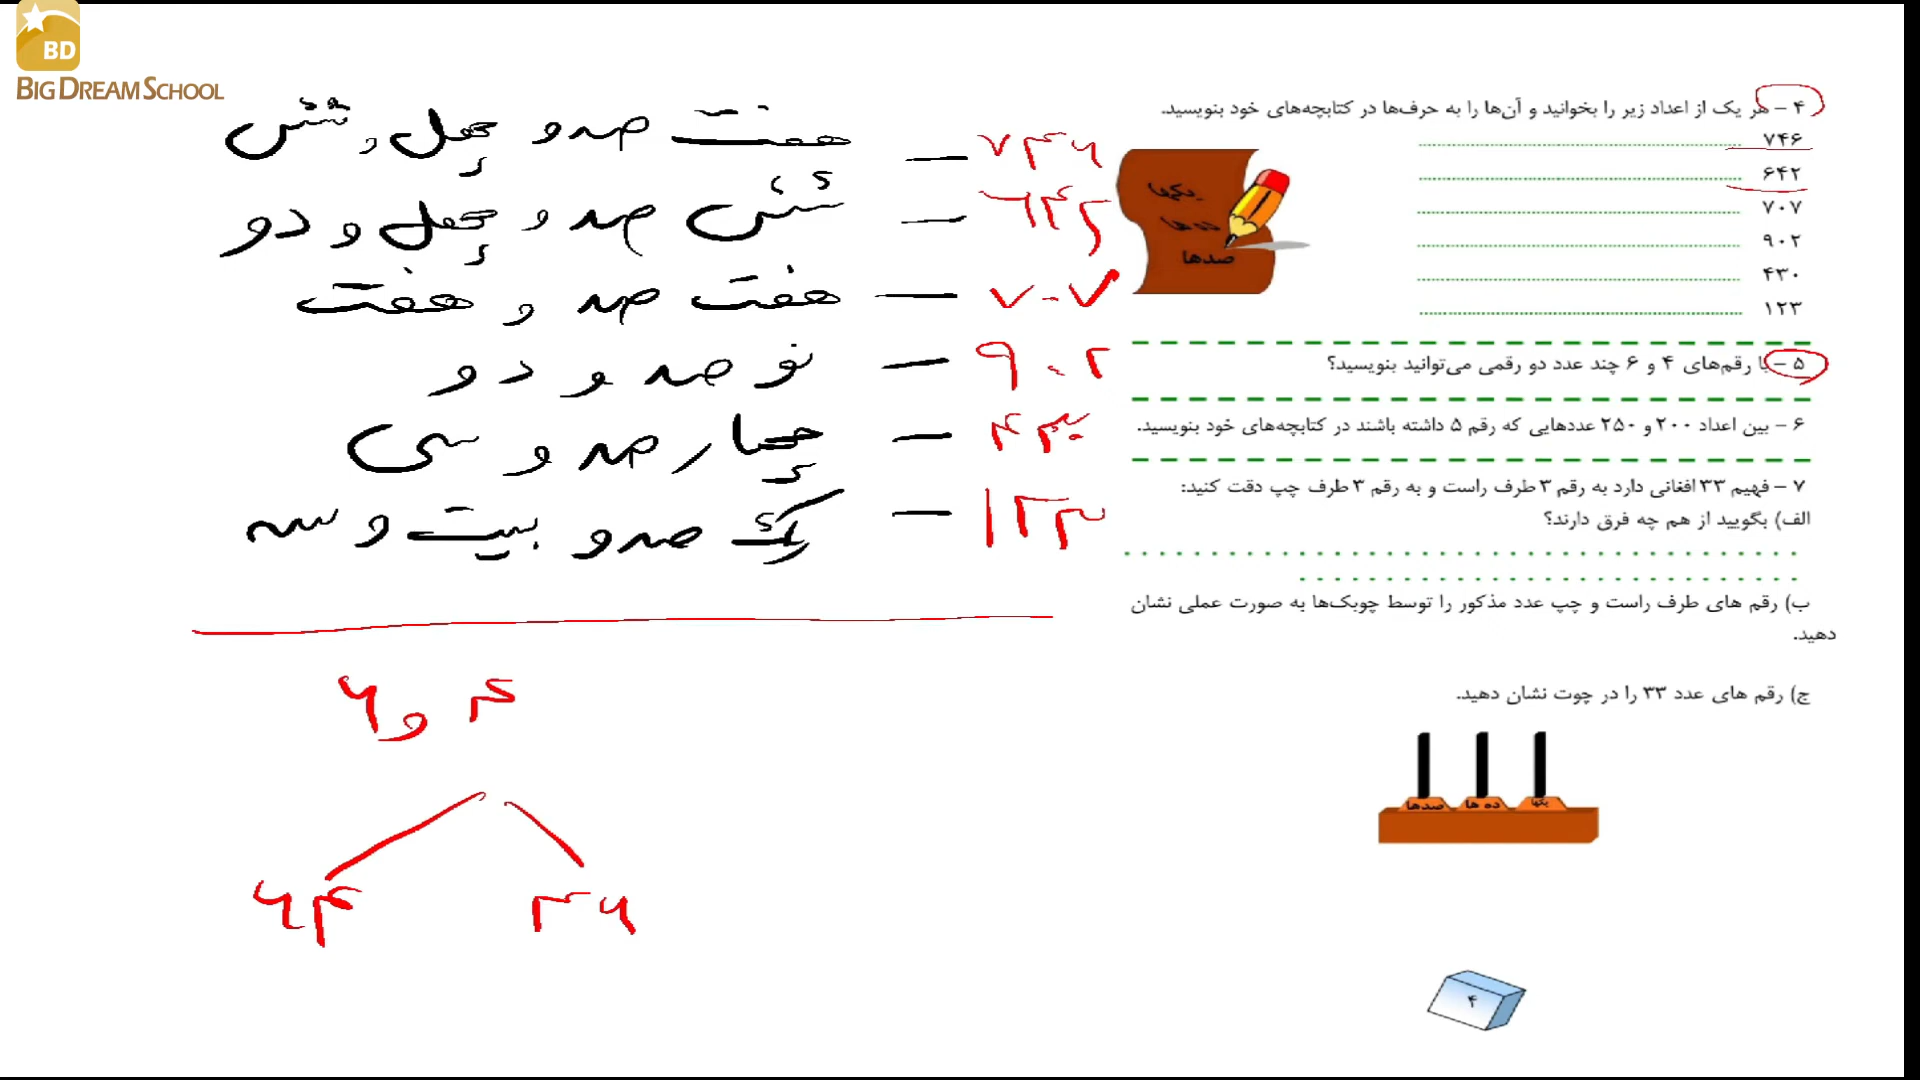 BD
BIG DREAM SCHOOL
۴ – هر یک از اعداد زیر را بخوانید و آن‌ها را به حرف‌ها در کتابچه‌های خود بنویسید.
۷۴۶
۶۴۲
۷۰۷
۹۰۲
۴۳۰
۱۲۳
یکها
ده ها
صدها
۵ – با رقم‌های ۴ و ۶ چند عدد دو رقمی می‌توانید بنویسید؟
۶ – بین اعداد ۲۰۰ و ۲۵۰ عددهایی که رقم ۵ داشته باشند در کتابچه‌های خود بنویسید.
۷ – فهیم ۳۳ افغانی دارد به رقم ۳ طرف راست و به رقم ۳ طرف چپ دقت کنید:
الف) بگویید از هم چه فرق دارند؟
ب) رقم های طرف راست و چپ عدد مذکور را توسط چوبک‌ها به صورت عملی نشان
دهید.
ج) رقم های عدد ۳۳ را در چوت نشان دهید.
صدها ده ها یکها
۴
۷۴۶ – هفت صد و چهل و شش
۶۴۲ – شش صد و چهل و دو
۷۰۷ – هفت صد و هفت
۹۰۲ – نو صد و دو
۴۳۰ – چهار صد و سی
۱۲۳ – یک صد و بیت و سه
۴ و ۶
۴۶ ۶۴